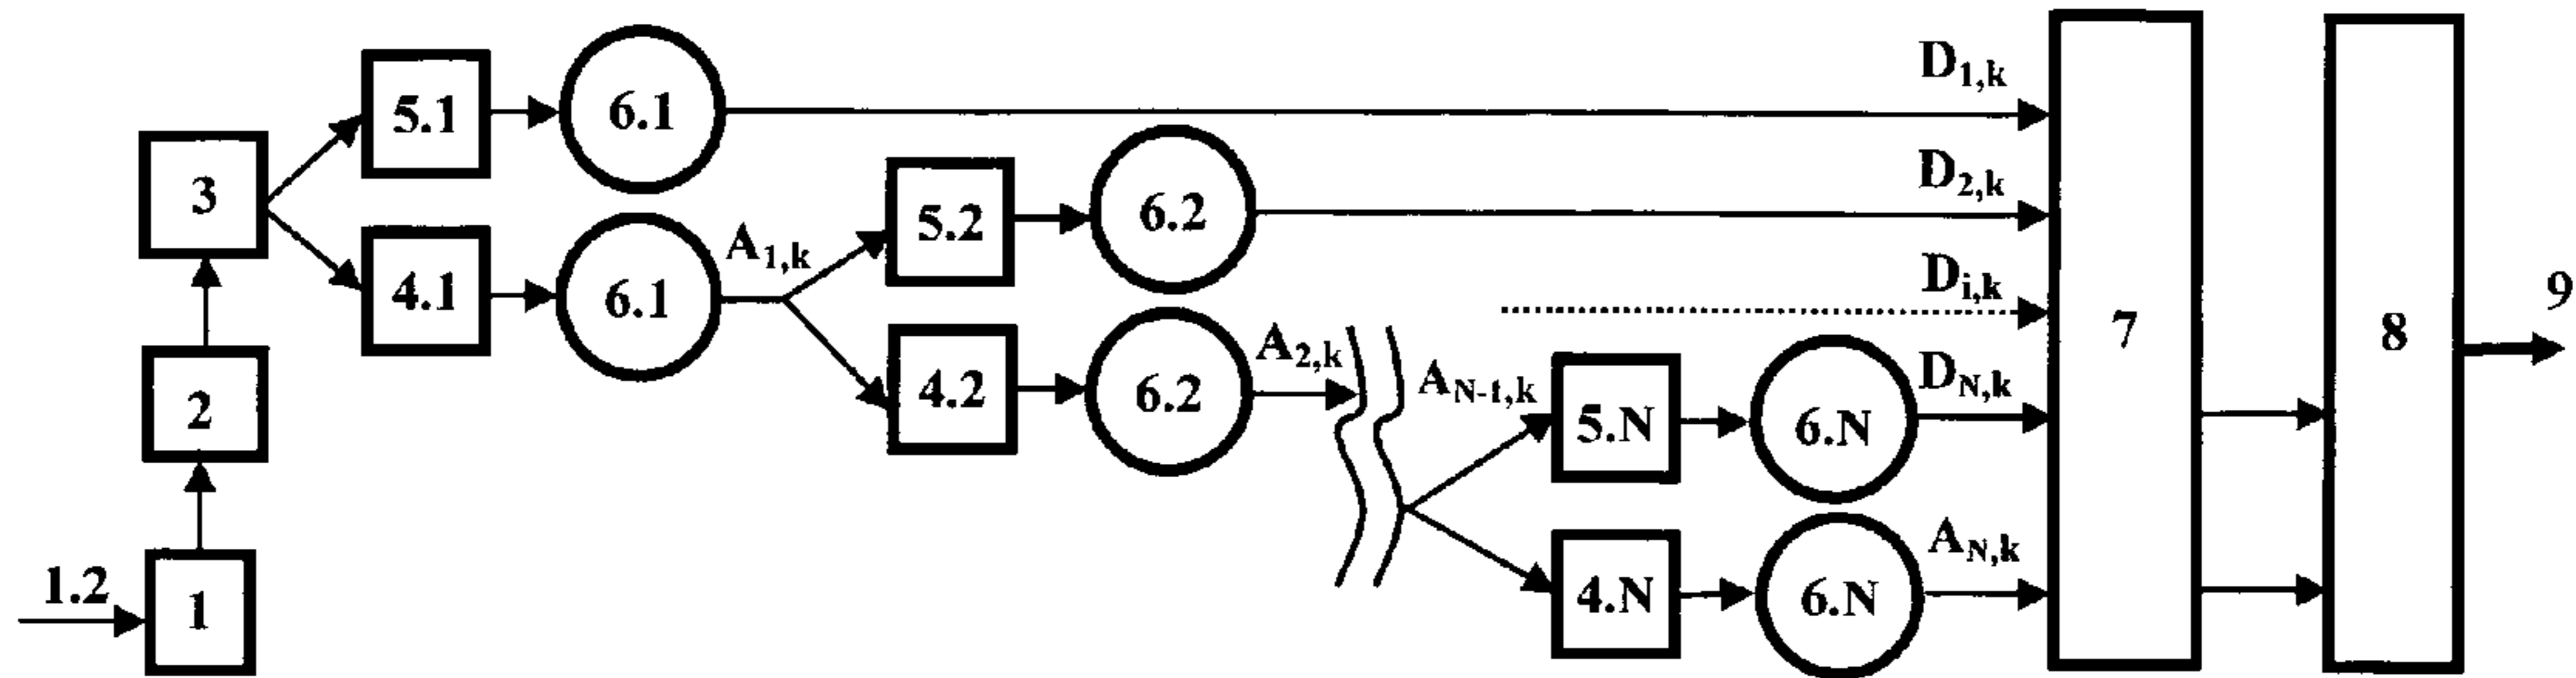 1.2
1
2
3
5.1
6.1
4.1
6.1
A1,k
5.2
6.2
4.2
6.2
A2,k
AN-1,k
5.N
6.N
4.N
6.N
D1,k
D2,k
Di,k
DN,k
AN,k
7
8
9